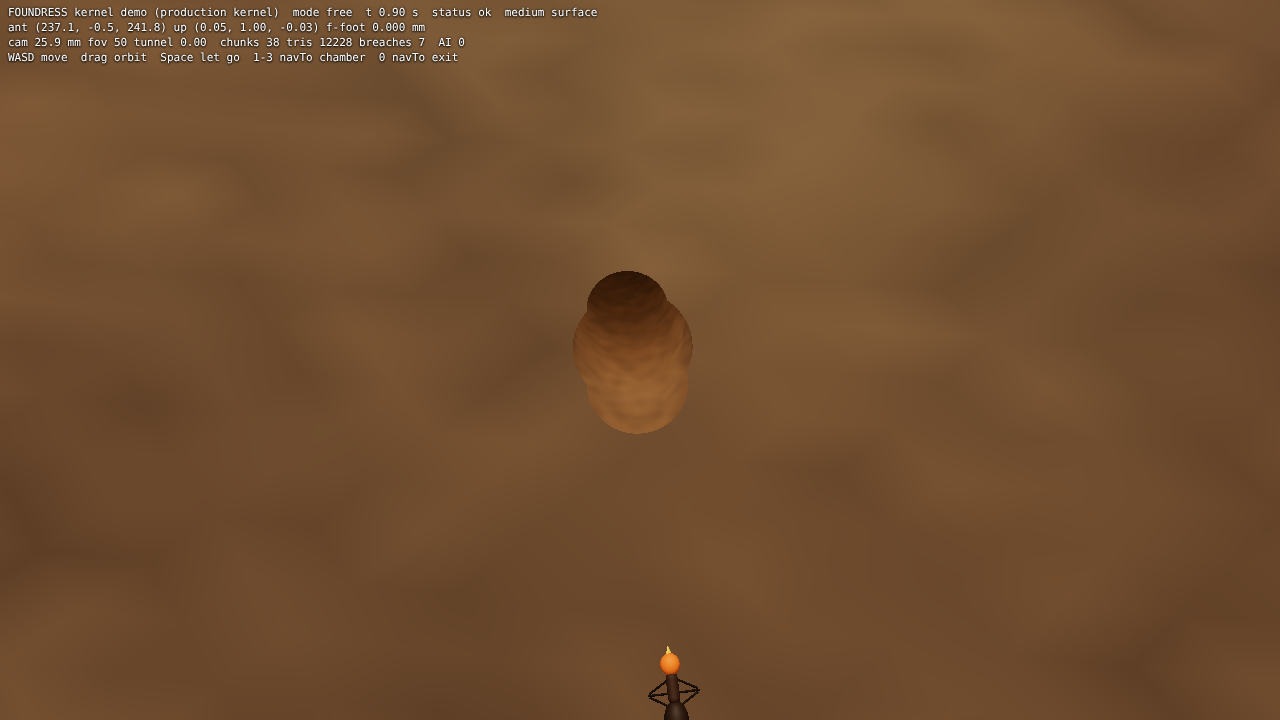 FOUNDRESS kernel demo (production kernel)  mode free  t 0.90 s  status ok  medium surface
ant (237.1, -0.5, 241.8) up (0.05, 1.00, -0.03) f-foot 0.000 mm
cam 25.9 mm fov 50 tunnel 0.00  chunks 38 tris 12228 breaches 7  AI 0
WASD move  drag orbit  Space let go  1-3 navTo chamber  0 navTo exit